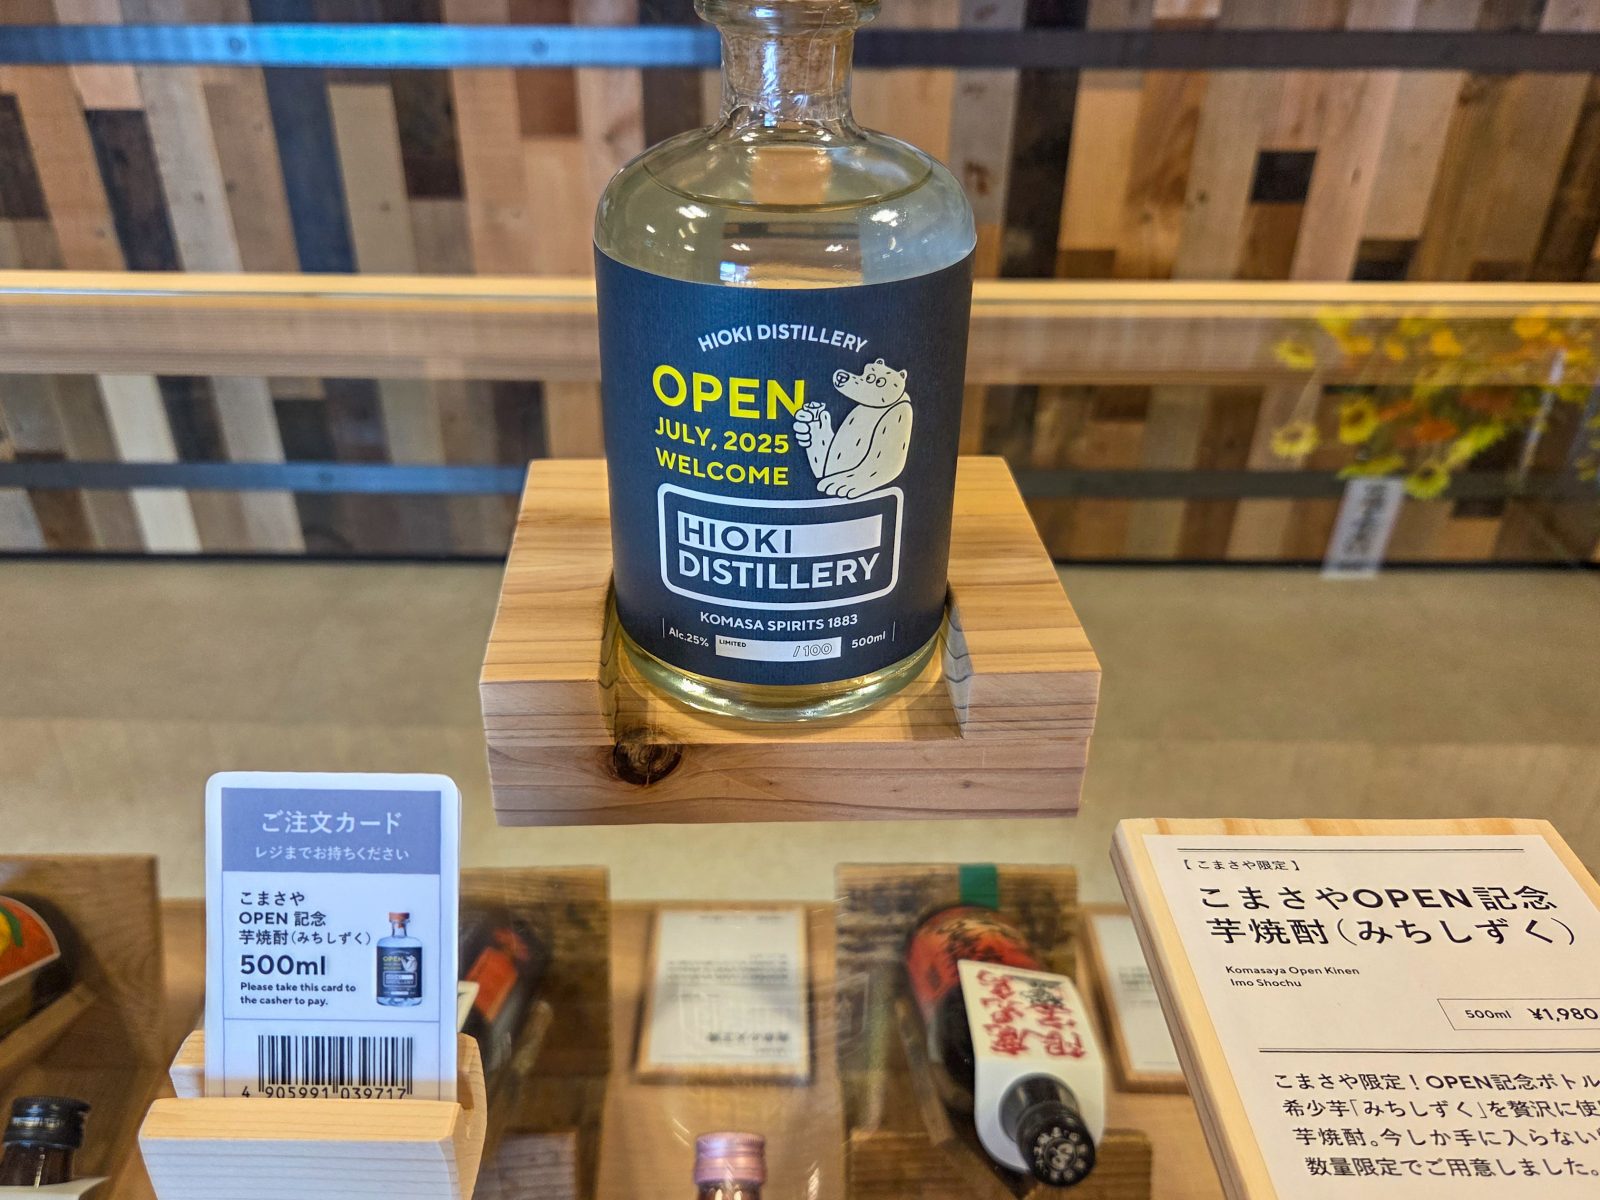 HIOKI DISTILLERY
OPEN
JULY, 2025
WELCOME
HIOKI
DISTILLERY
KOMASA SPIRITS 1883
Alc.25%
LIMITED
/100
500ml
ご注文カード
レジまでお持ちください
こまさや
OPEN 記念
芋焼酎(みちしずく)
500ml
Please take this card to
the casher to pay.
4 905991 039717
【こまさや限定】
こまさやOPEN記念
芋焼酎(みちしずく)
Komasaya Open Kinen
Imo Shochu
500ml ¥1,980
こまさや限定!OPEN記念ボトル
希少芋「みちしずく」を贅沢に使
芋焼酎。今しか手に入らない
数量限定でご用意しました。